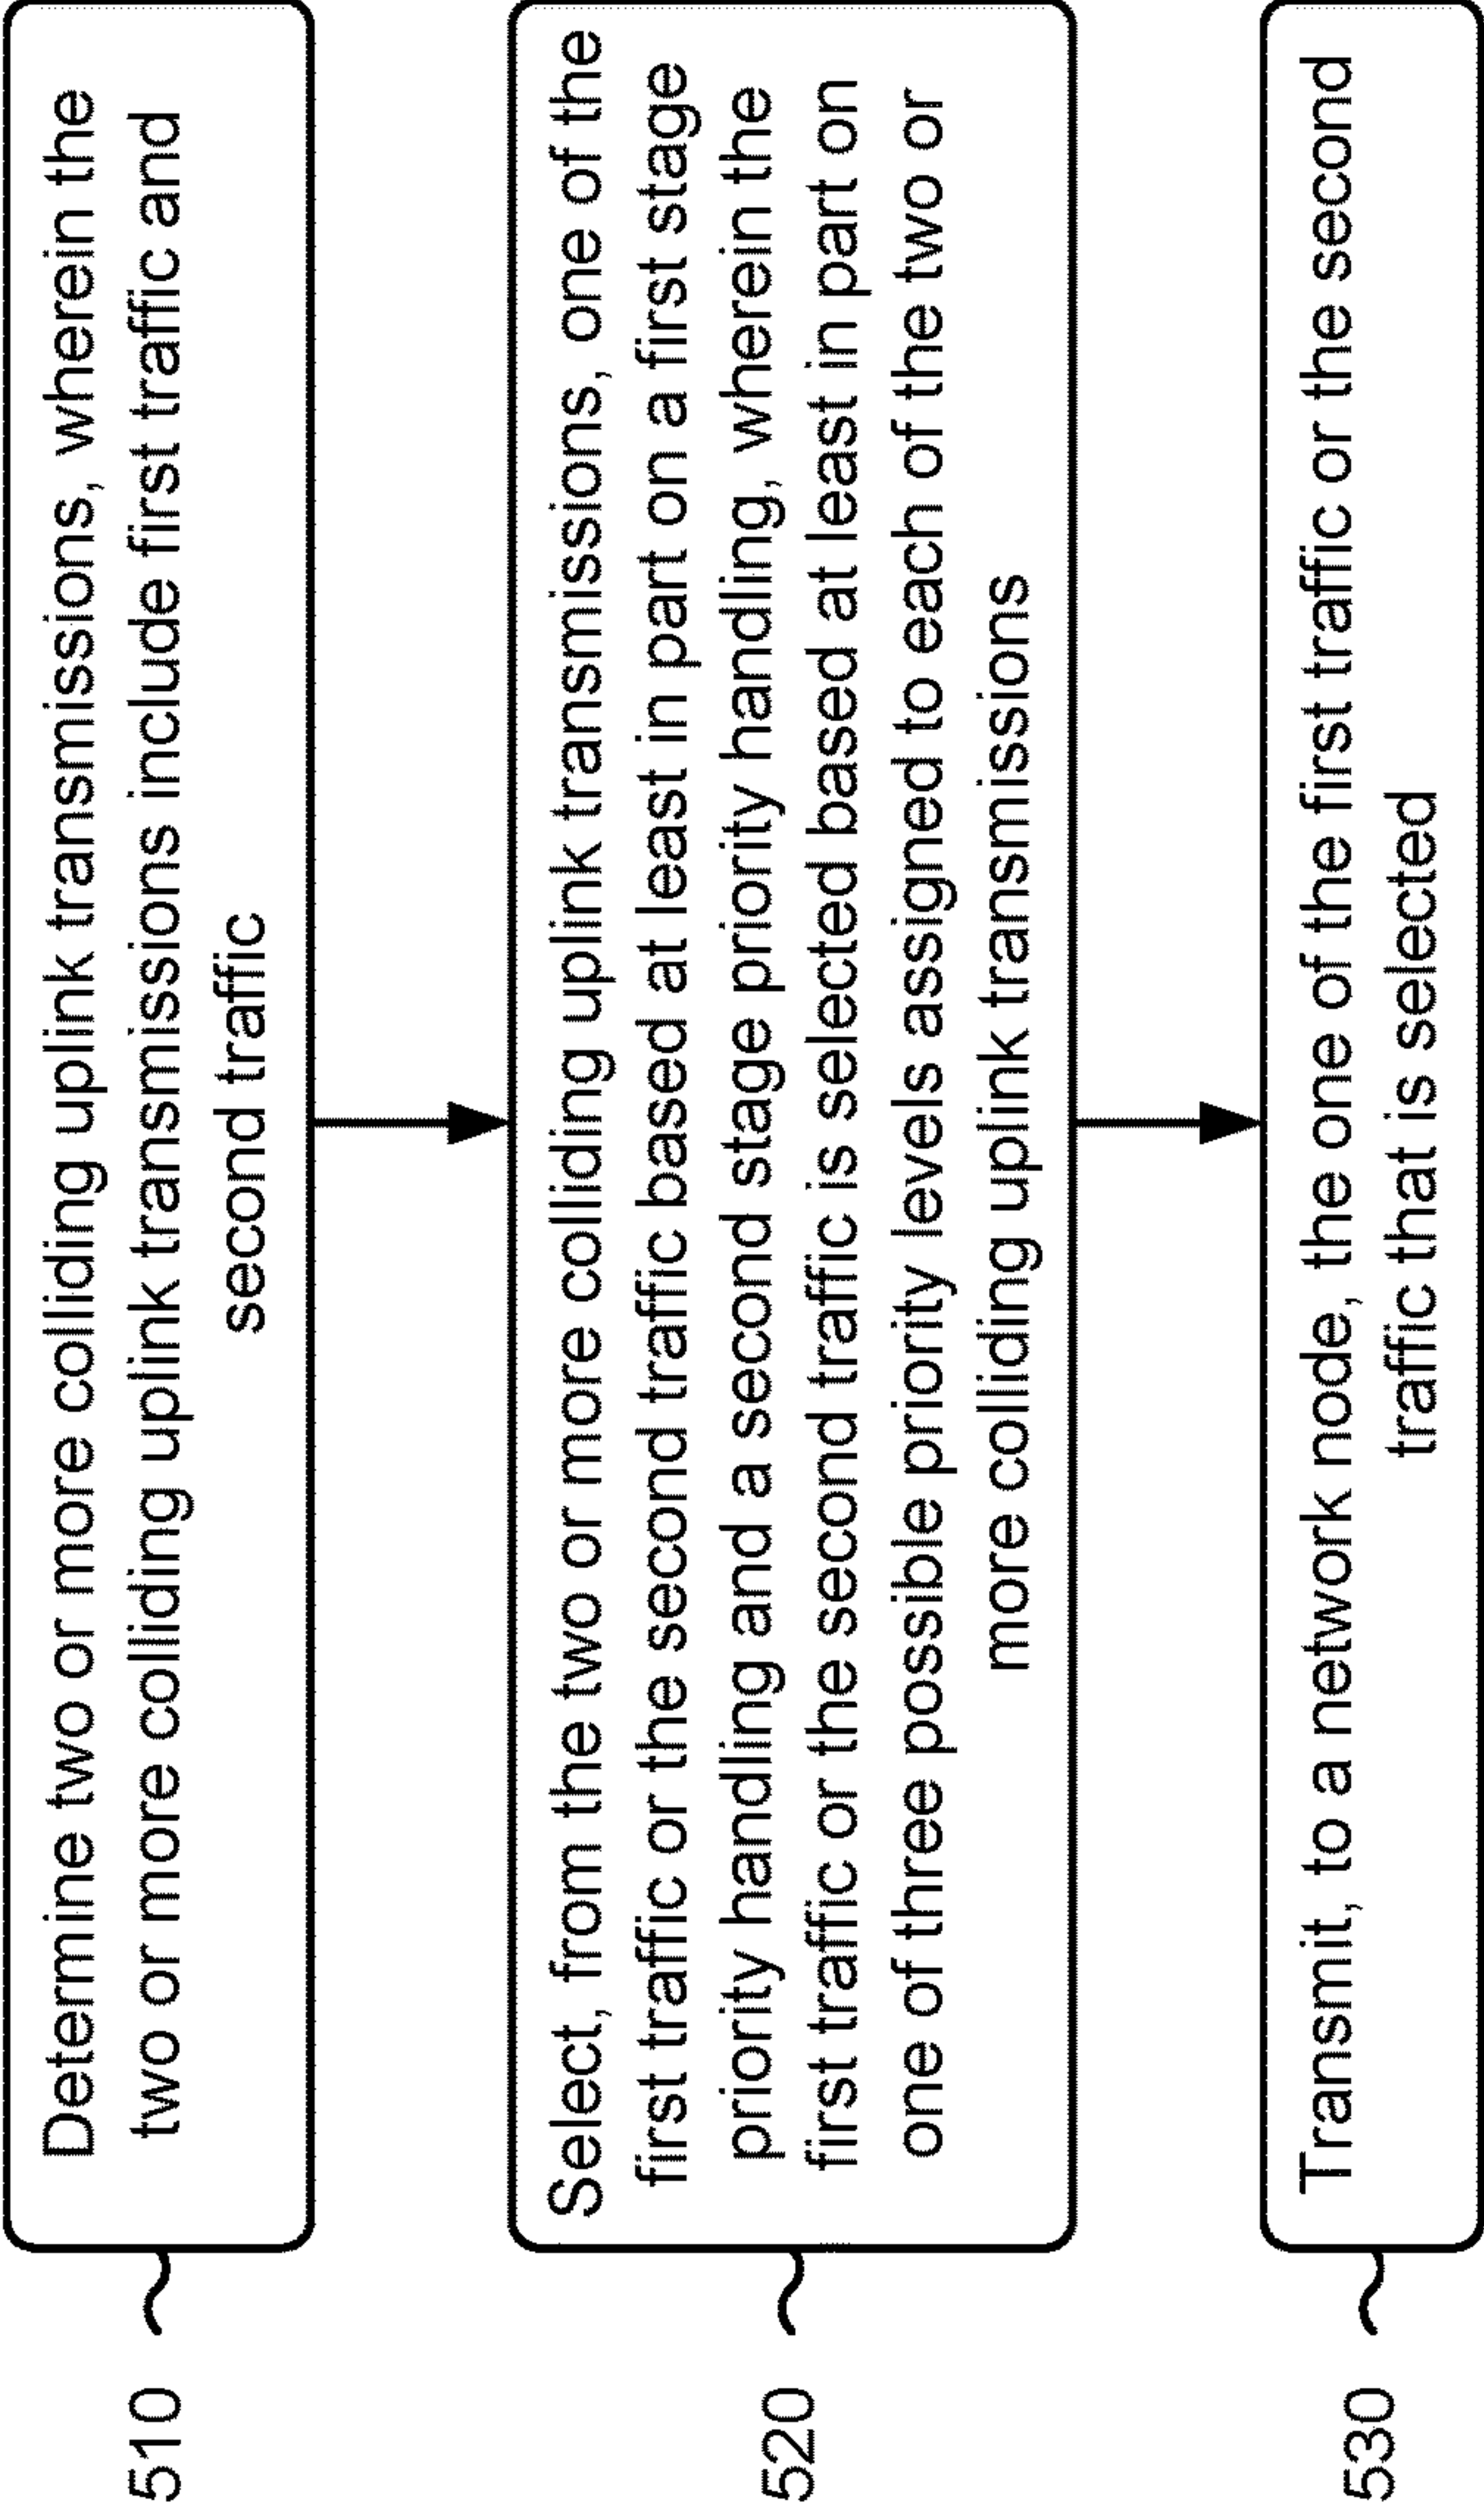 510
Determine two or more colliding uplink transmissions, wherein the
two or more colliding uplink transmissions include first traffic and
second traffic
520
Select, from the two or more colliding uplink transmissions, one of the
first traffic or the second traffic based at least in part on a first stage
priority handling and a second stage priority handling, wherein the
first traffic or the second traffic is selected based at least in part on
one of three possible priority levels assigned to each of the two or
more colliding uplink transmissions
530
Transmit, to a network node, the one of the first traffic or the second
traffic that is selected